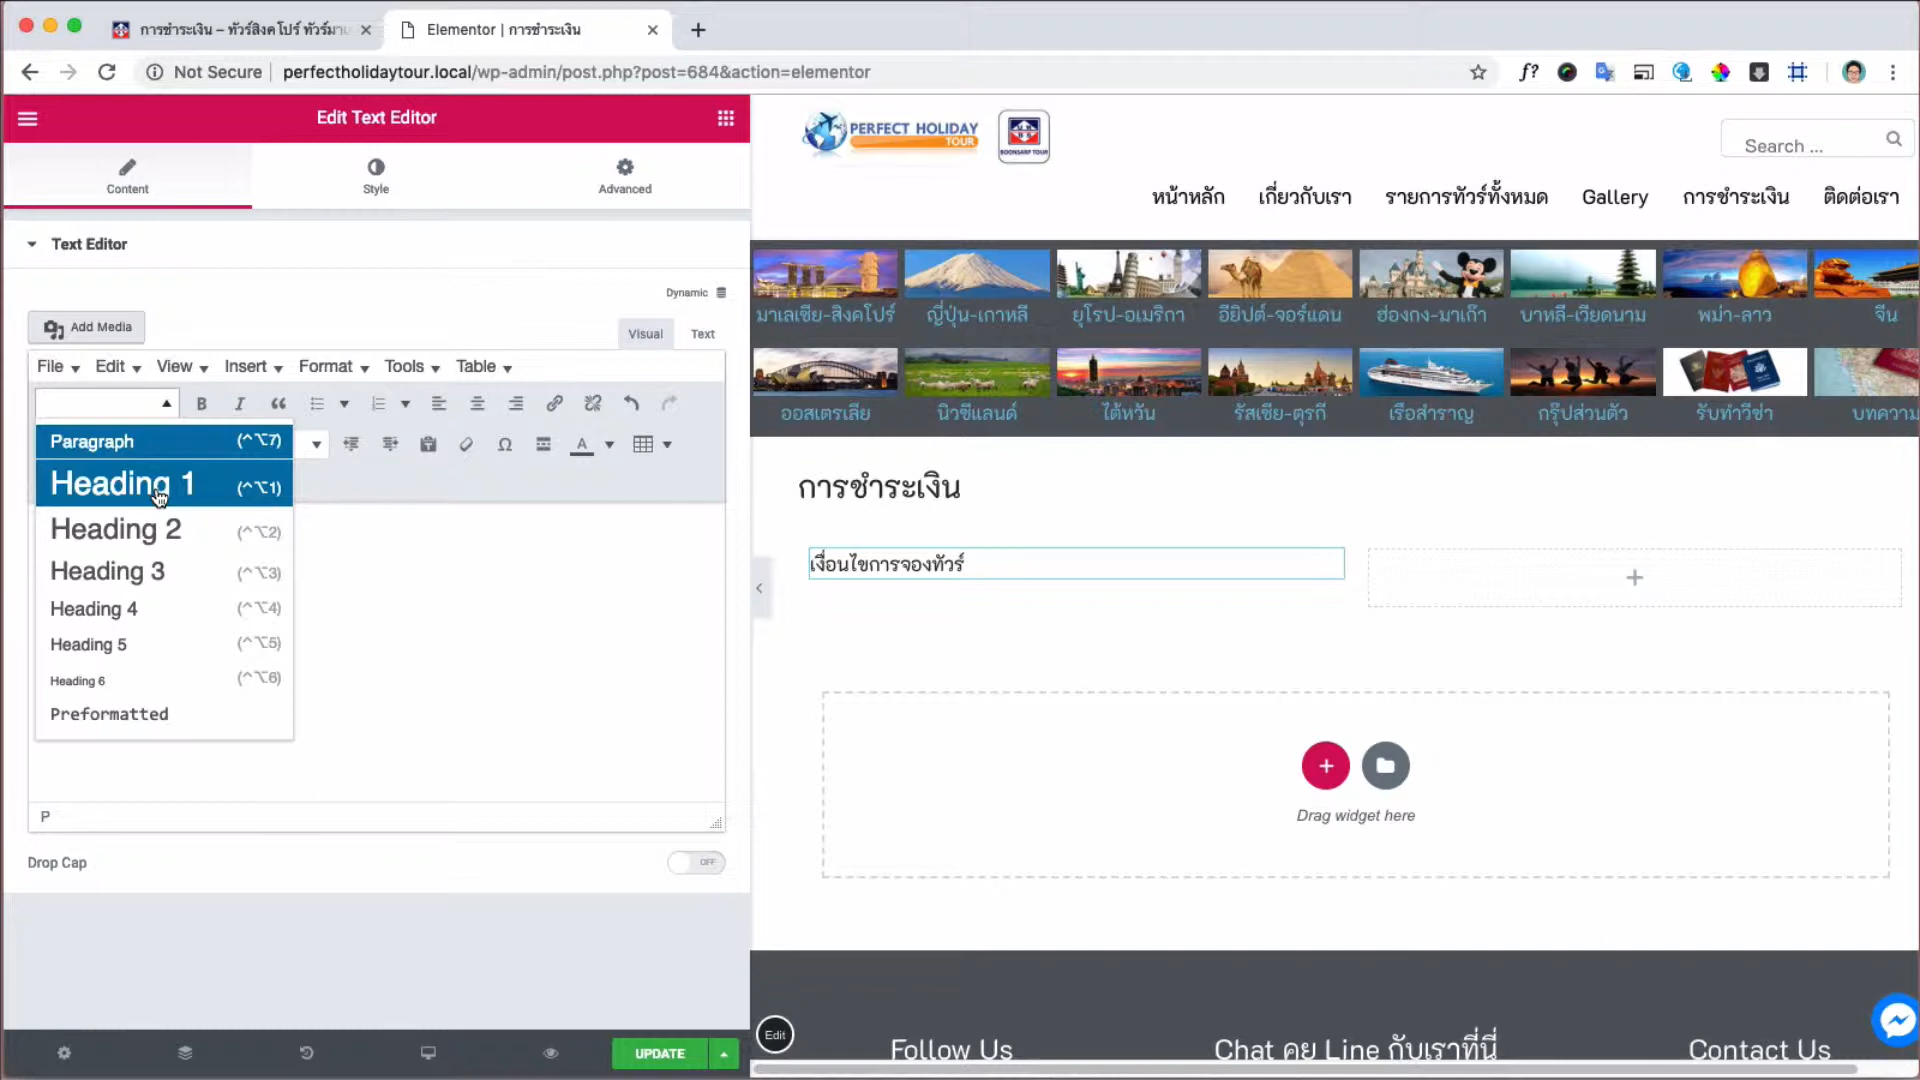 การชำระเงิน – ทัวร์สิงคโปร์ ทัวร์มาเ
Elementor | การชำระเงิน
Not Secure
perfectholidaytour.local/wp-admin/post.php?post=684&action=elementor
f?
Edit Text Editor
Content
Style
Advanced
Text Editor
Dynamic
Add Media
Visual
Text
File
Edit
View
Insert
Format
Tools
Table
Paragraph (^⌥7)
Heading 1 (^⌥1)
Heading 2 (^⌥2)
Heading 3 (^⌥3)
Heading 4 (^⌥4)
Heading 5 (^⌥5)
Heading 6 (^⌥6)
Preformatted
P
Drop Cap
OFF
UPDATE
PERFECT HOLIDAY
TOUR
BOONSARP TOUR
Search ...
หน้าหลัก
เกี่ยวกับเรา
รายการทัวร์ทั้งหมด
Gallery
การชำระเงิน
ติดต่อเรา
มาเลเซีย-สิงคโปร์
ญี่ปุ่น-เกาหลี
ยุโรป-อเมริกา
อียิปต์-จอร์แดน
ฮ่องกง-มาเก๊า
บาหลี-เวียดนาม
พม่า-ลาว
จีน
ออสเตรเลีย
นิวซีแลนด์
ไต้หวัน
รัสเซีย-ตุรกี
เรือสำราญ
กรุ๊ปส่วนตัว
รับทำวีซ่า
บทความ
การชำระเงิน
เงื่อนไขการจองทัวร์
Drag widget here
Edit
Follow Us
Chat คุย Line กับเราที่นี่
Contact Us